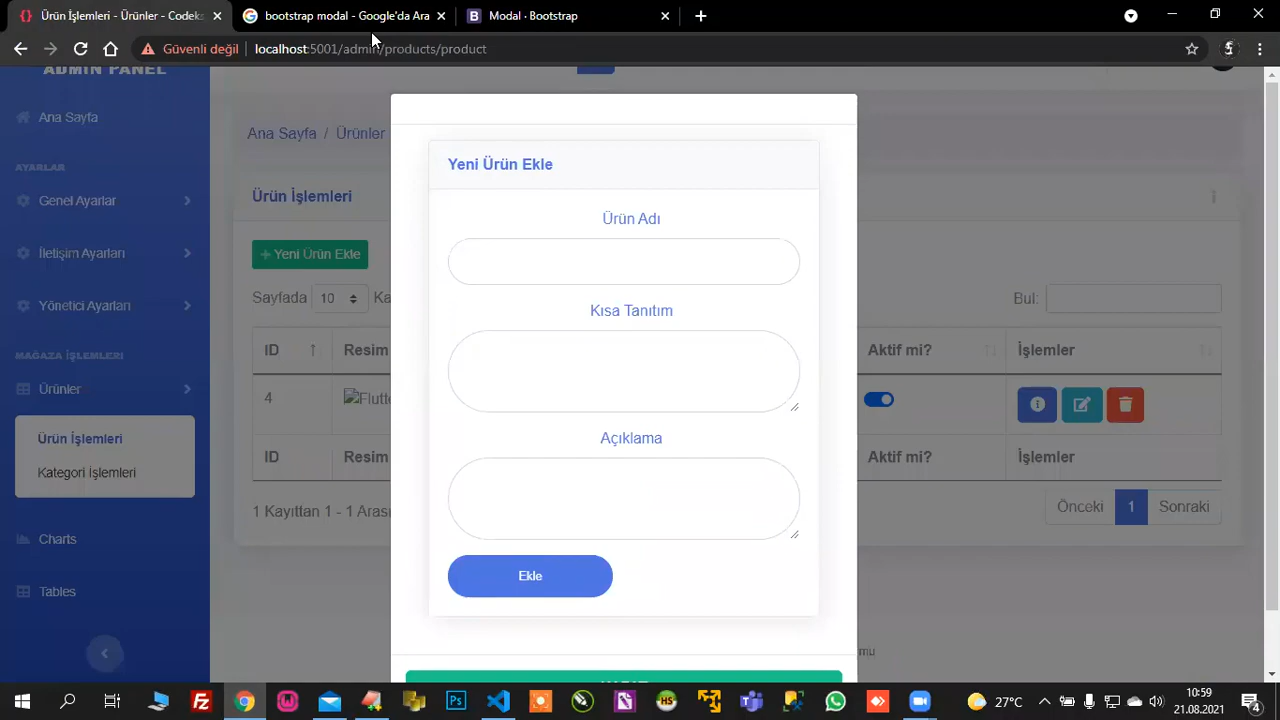 Ürün İşlemleri - Ürünler - Codeks
bootstrap modal - Google'da Ara
Modal · Bootstrap
Güvenli değil
localhost:5001/admin/products/product
ADMIN PANEL
Ana Sayfa
AYARLAR
Genel Ayarlar
İletişim Ayarları
Yönetici Ayarları
MAĞAZA İŞLEMLERİ
Ürünler
Ürün İşlemleri
Kategori İşlemleri
Charts
Tables
Ana Sayfa / Ürünler
Ürün İşlemleri
+ Yeni Ürün Ekle
Sayfada 10 Ka
Bul:
ID Resim Aktif mi? İşlemler
4 Flutte
ID Resim Aktif mi? İşlemler
1 Kayıttan 1 - 1 Arası
Önceki 1 Sonraki
Yeni Ürün Ekle
Ürün Adı
Kısa Tanıtım
Açıklama
Ekle
27°C
10:59
21.08.2021
4